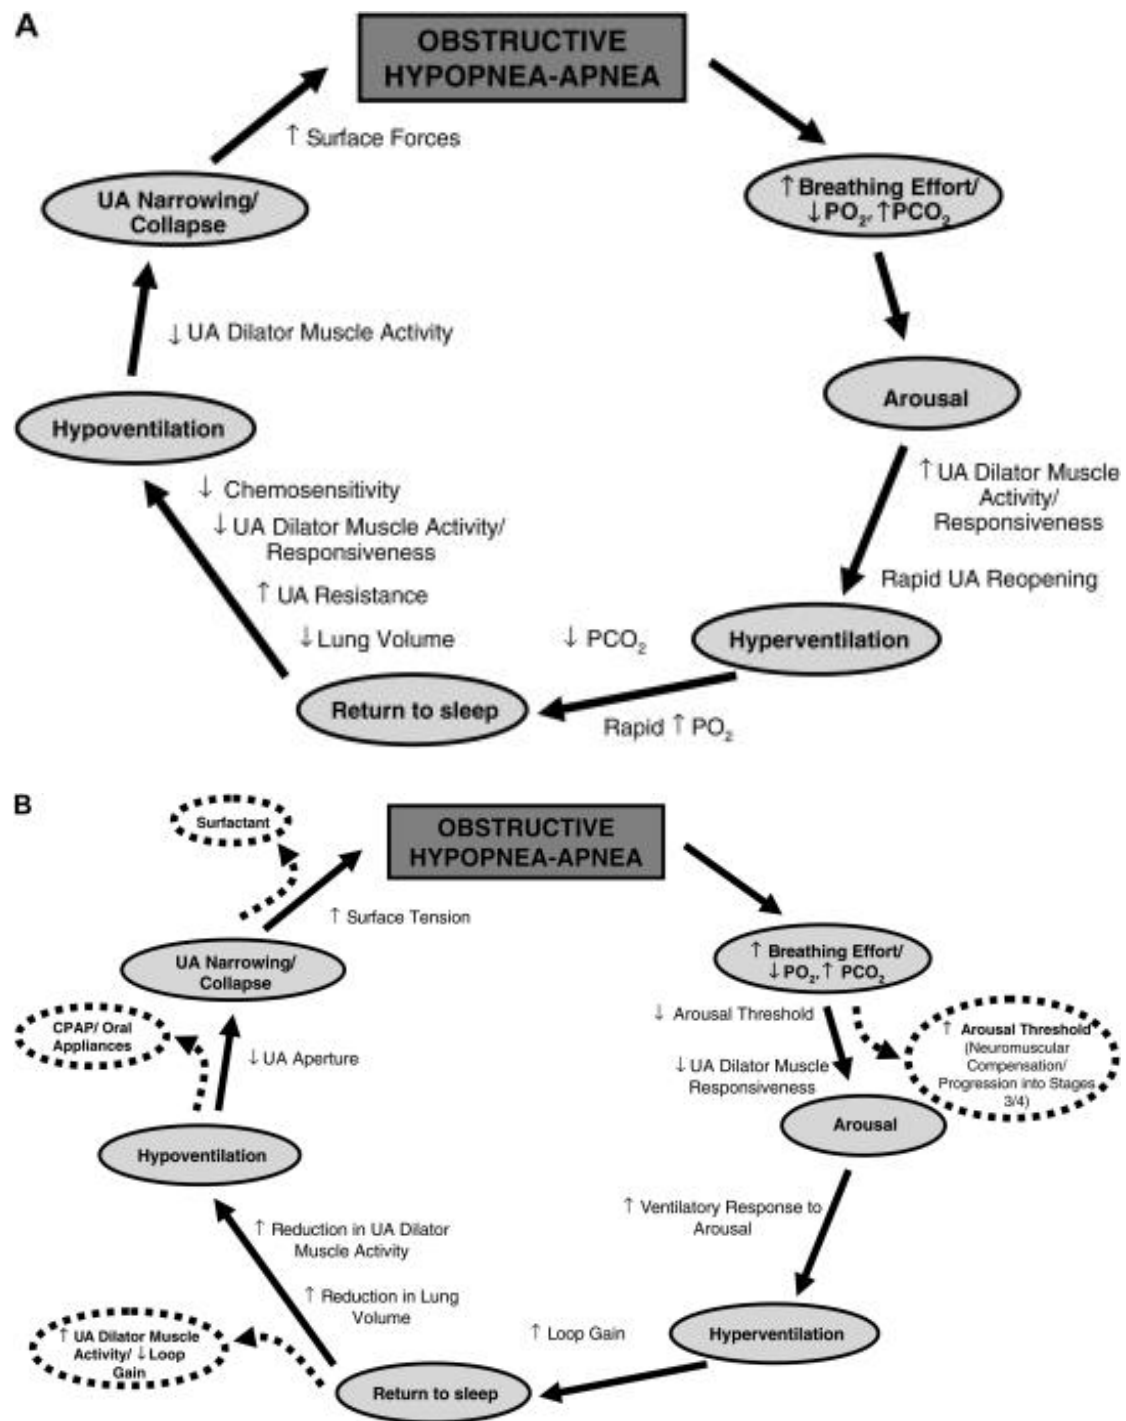 A
OBSTRUCTIVE
HYPOPNEA-APNEA
↑ Surface Forces
UA Narrowing/
Collapse
↑ Breathing Effort/
↓ PO₂, ↑ PCO₂
↓ UA Dilator Muscle Activity
Arousal
Hypoventilation
↑ UA Dilator Muscle
Activity/
Responsiveness
↓ Chemosensitivity
↓ UA Dilator Muscle Activity/
Responsiveness
Rapid UA Reopening
↑ UA Resistance
↓ Lung Volume
↓ PCO₂
Hyperventilation
Return to sleep
Rapid ↑ PO₂
B
Surfactant
OBSTRUCTIVE
HYPOPNEA-APNEA
↑ Surface Tension
UA Narrowing/
Collapse
↑ Breathing Effort/
↓ PO₂, ↑ PCO₂
↓ Arousal Threshold
CPAP/ Oral
Appliances
↑ Arousal Threshold
(Neuromuscular
Compensation/
Progression into Stages
3/4)
↓ UA Aperture
↓ UA Dilator Muscle
Responsiveness
Arousal
Hypoventilation
↑ Ventilatory Response to
Arousal
↑ Reduction in UA Dilator
Muscle Activity
↑ Reduction in Lung
Volume
↑ UA Dilator Muscle
Activity/ ↓ Loop
Gain
↑ Loop Gain
Hyperventilation
Return to sleep